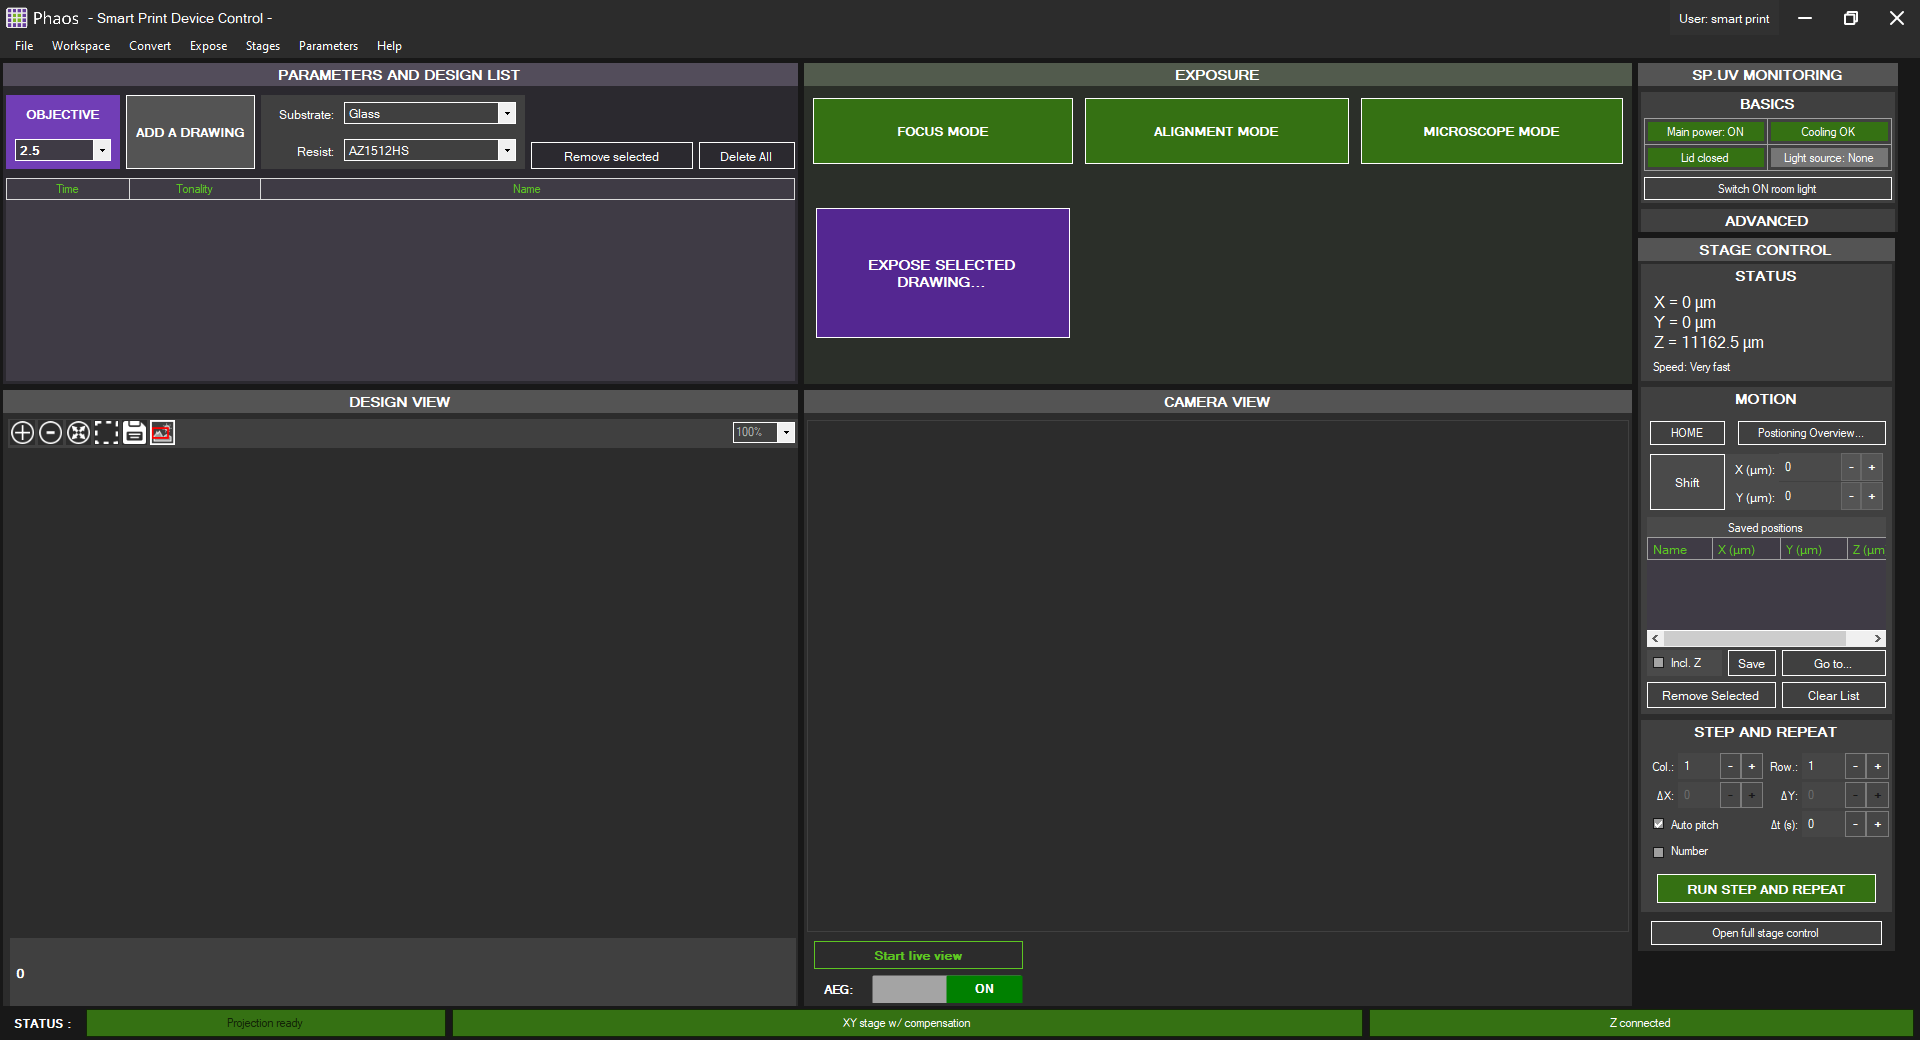 Phaos - Smart Print Device Control -
User: smart print
File Workspace Convert Expose Stages Parameters Help
PARAMETERS AND DESIGN LIST
OBJECTIVE
2.5
ADD A DRAWING
Substrate: Glass
Resist: AZ1512HS
Remove selected
Delete All
Time Tonality Name
EXPOSURE
FOCUS MODE
ALIGNMENT MODE
MICROSCOPE MODE
EXPOSE SELECTED
DRAWING...
DESIGN VIEW
100%
0
CAMERA VIEW
Start live view
AEG: ON
SP.UV MONITORING
BASICS
Main power: ON
Cooling OK
Lid closed
Light source: None
Switch ON room light
ADVANCED
STAGE CONTROL
STATUS
X = 0 µm
Y = 0 µm
Z = 11162.5 µm
Speed: Very fast
MOTION
HOME
Postioning Overview...
Shift
X (µm): 0 - +
Y (µm): 0 - +
Saved positions
Name X (µm) Y (µm) Z (µm
Incl. Z
Save
Go to...
Remove Selected
Clear List
STEP AND REPEAT
Col.: 1 - + Row.: 1 - +
ΔX: 0 - + ΔY: 0 - +
Auto pitch Δt (s): 0 - +
Number
RUN STEP AND REPEAT
Open full stage control
STATUS :
Projection ready
XY stage w/ compensation
Z connected